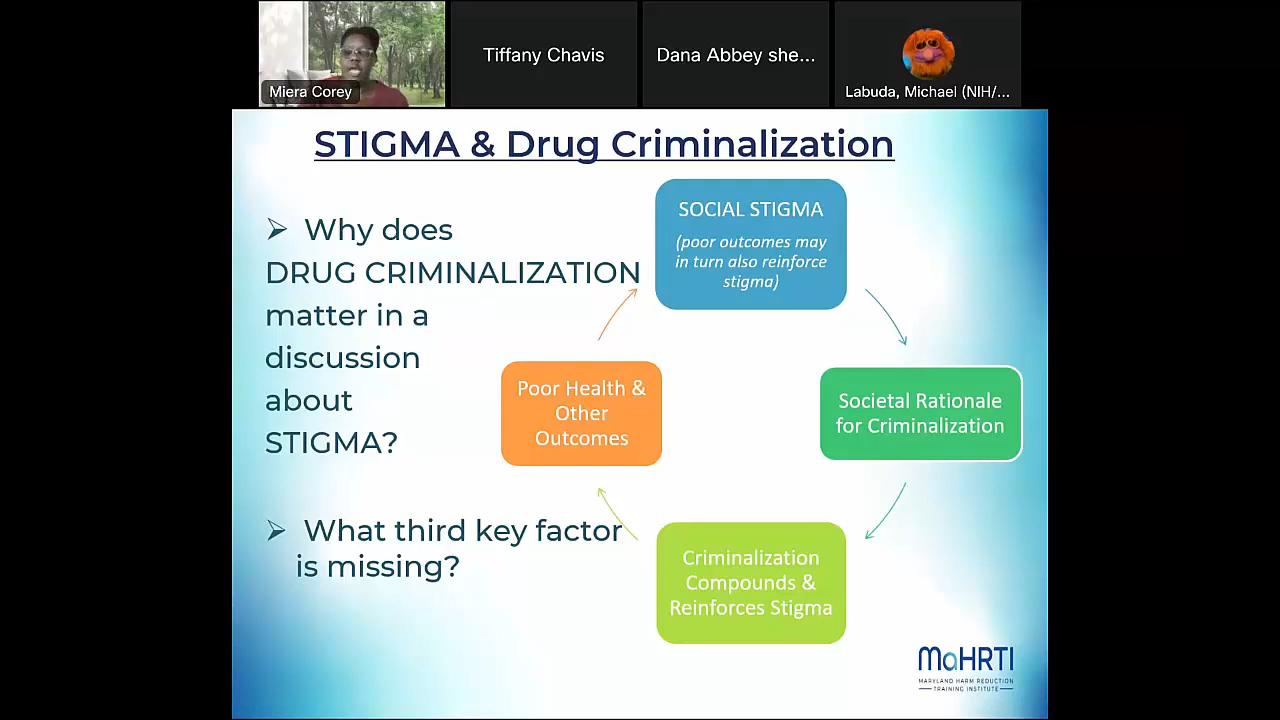 Miera Corey
Tiffany Chavis
Dana Abbey she...
Labuda, Michael (NIH/...
STIGMA & Drug Criminalization
➢ Why does
DRUG CRIMINALIZATION
matter in a
discussion
about
STIGMA?
➢ What third key factor
is missing?
SOCIAL STIGMA
(poor outcomes may
in turn also reinforce
stigma)
Societal Rationale
for Criminalization
Criminalization
Compounds &
Reinforces Stigma
Poor Health &
Other
Outcomes
MaHRTI
MARYLAND HARM REDUCTION
TRAINING INSTITUTE